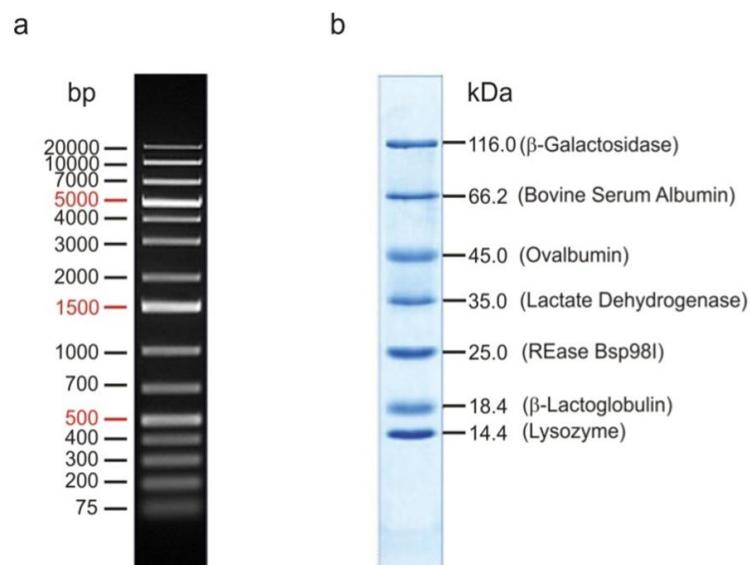 a
bp
20000
10000
7000
5000
4000
3000
2000
1500
1000
700
500
400
300
200
75
b
kDa
116.0 (β-Galactosidase)
66.2 (Bovine Serum Albumin)
45.0 (Ovalbumin)
35.0 (Lactate Dehydrogenase)
25.0 (REase Bsp98I)
18.4 (β-Lactoglobulin)
14.4 (Lysozyme)